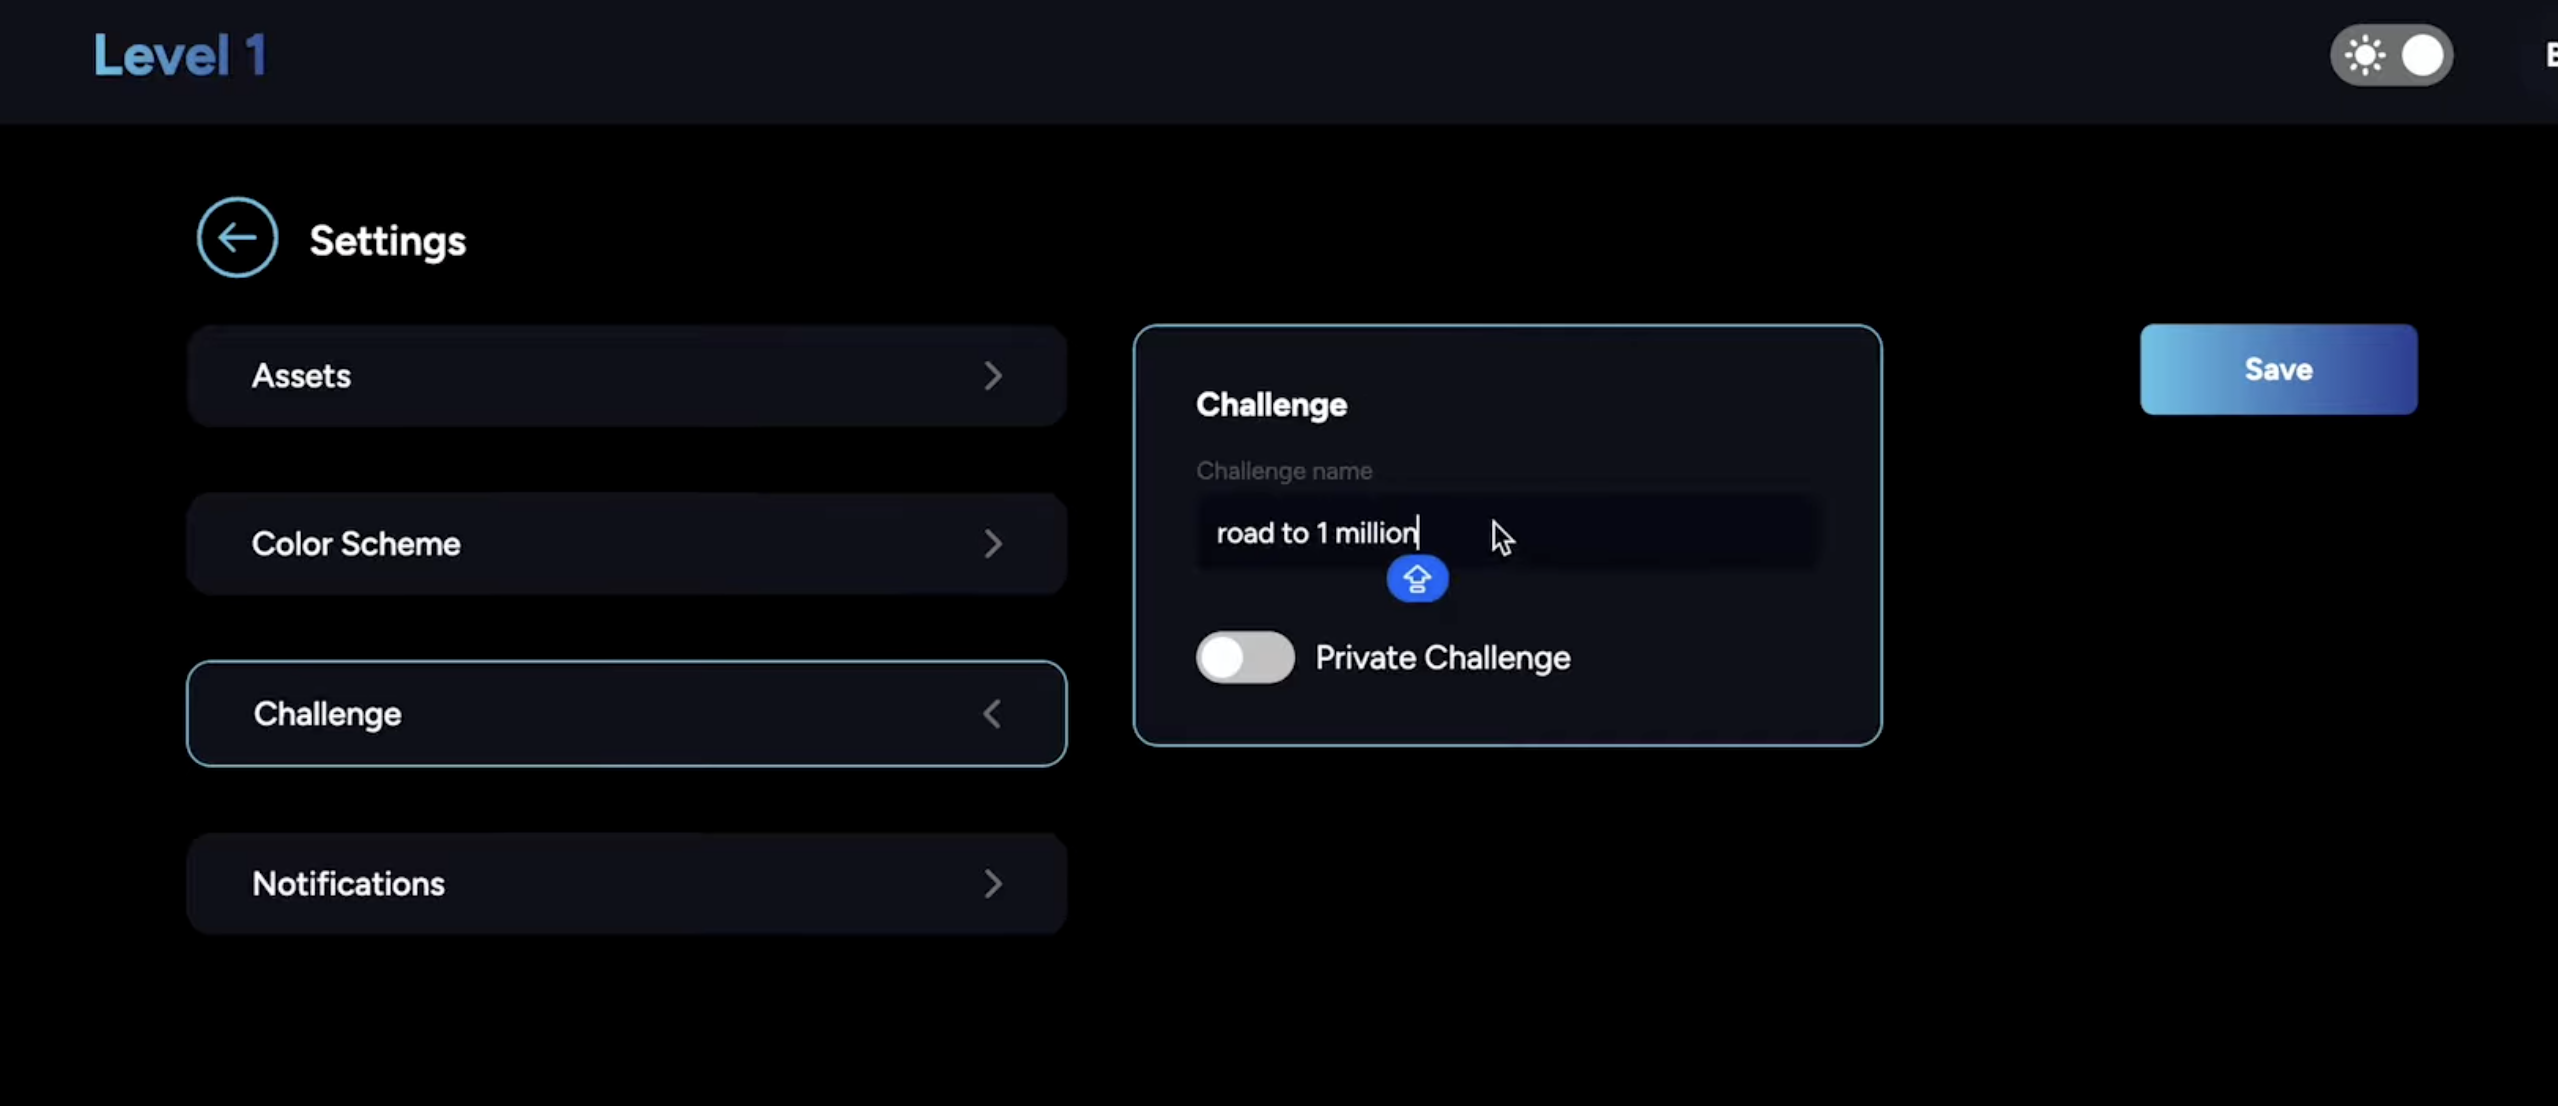 Level 1
Settings
Assets
Color Scheme
Challenge
Notifications
Challenge
Challenge name
road to 1 million
Private Challenge
Save